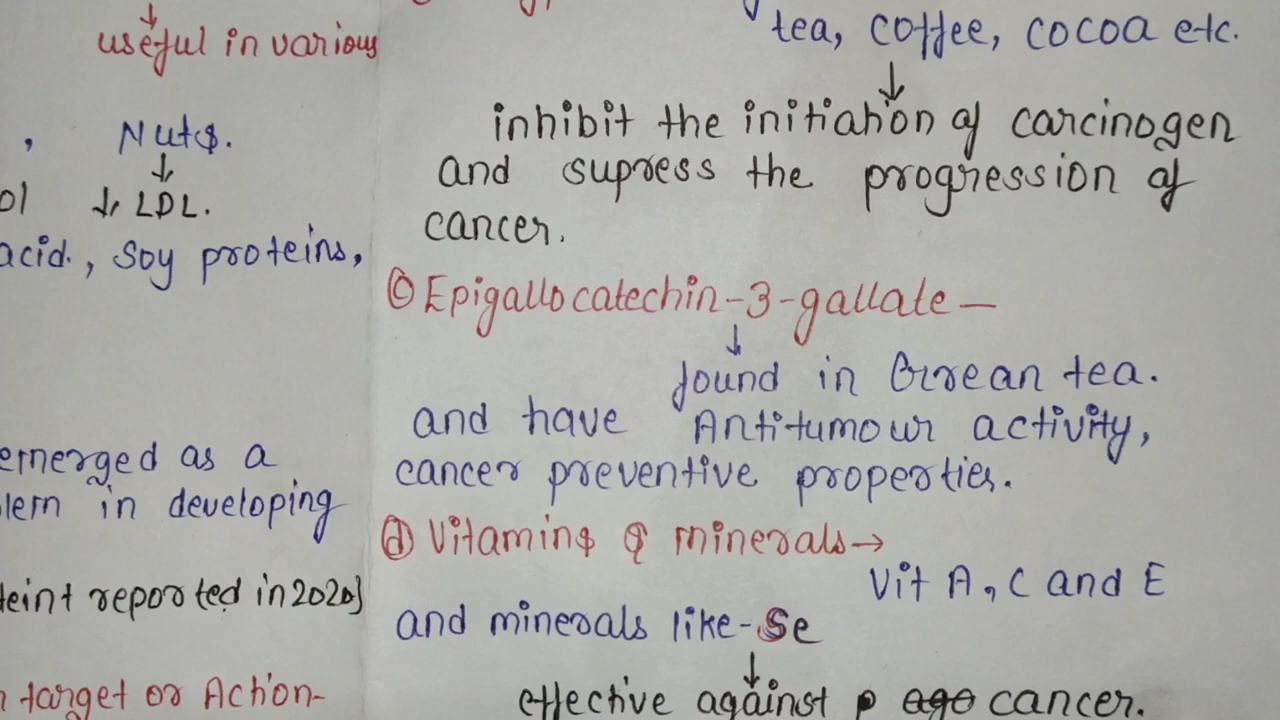 useful in various
, Nuts.
↓
ol ↓ LDL.
acid., Soy proteins,
emerged as a
lem in developing
teint reported in 2020]
target or Action-
tea, coffee, cocoa etc.
↓
inhibit the initiation of carcinogen
and supress the progression of
cancer.
ⓒ Epigallocatechin-3-gallate —
↓
found in Grrean tea.
and have Antitumour activity,
cancer preventive properties.
ⓓ Vitamins & minerals→
Vit A, C and E
and minerals like- Se
↓
effective against p ago cancer.